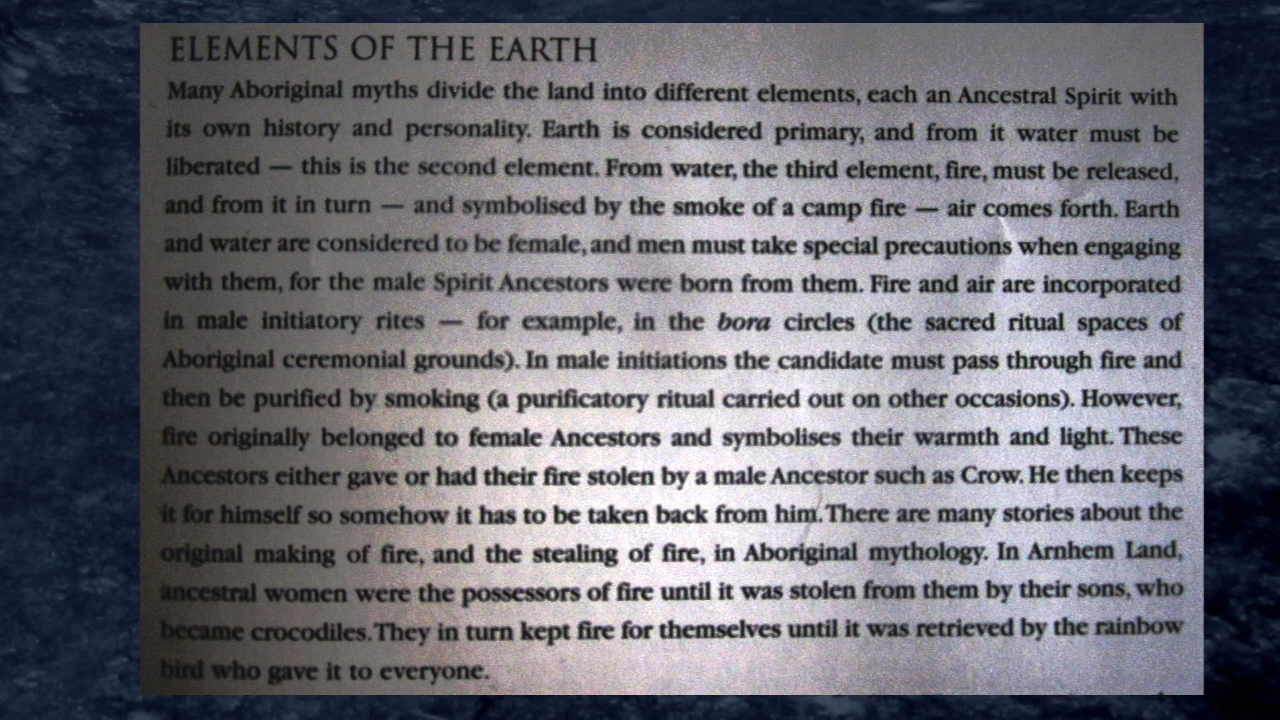 ELEMENTS OF THE EARTH
Many Aboriginal myths divide the land into different elements, each an Ancestral Spirit with
its own history and personality. Earth is considered primary, and from it water must be
liberated — this is the second element. From water, the third element, fire, must be released,
and from it in turn — and symbolised by the smoke of a camp fire — air comes forth. Earth
and water are considered to be female, and men must take special precautions when engaging
with them, for the male Spirit Ancestors were born from them. Fire and air are incorporated
in male initiatory rites — for example, in the bora circles (the sacred ritual spaces of
Aboriginal ceremonial grounds). In male initiations the candidate must pass through fire and
then be purified by smoking (a purificatory ritual carried out on other occasions). However,
fire originally belonged to female Ancestors and symbolises their warmth and light. These
Ancestors either gave or had their fire stolen by a male Ancestor such as Crow. He then keeps
it for himself so somehow it has to be taken back from him. There are many stories about the
original making of fire, and the stealing of fire, in Aboriginal mythology. In Arnhem Land,
ancestral women were the possessors of fire until it was stolen from them by their sons, who
became crocodiles. They in turn kept fire for themselves until it was retrieved by the rainbow
bird who gave it to everyone.